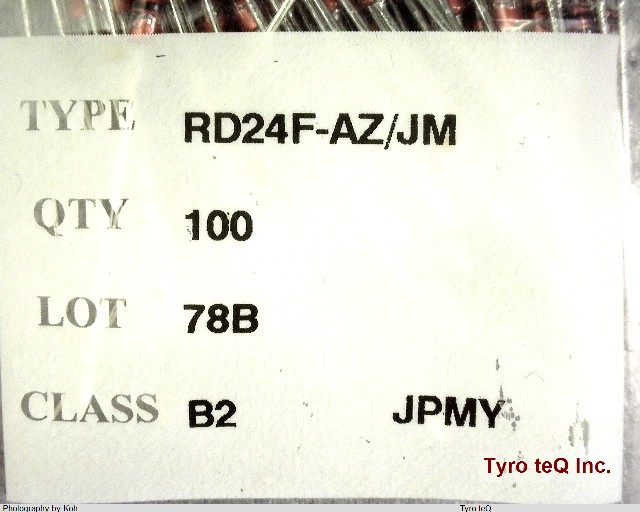 TYPE RD24F-AZ/JM
QTY 100
LOT 78B
CLASS B2 JPMY
Tyro teQ Inc.
Photography by Koh Tyro teQ